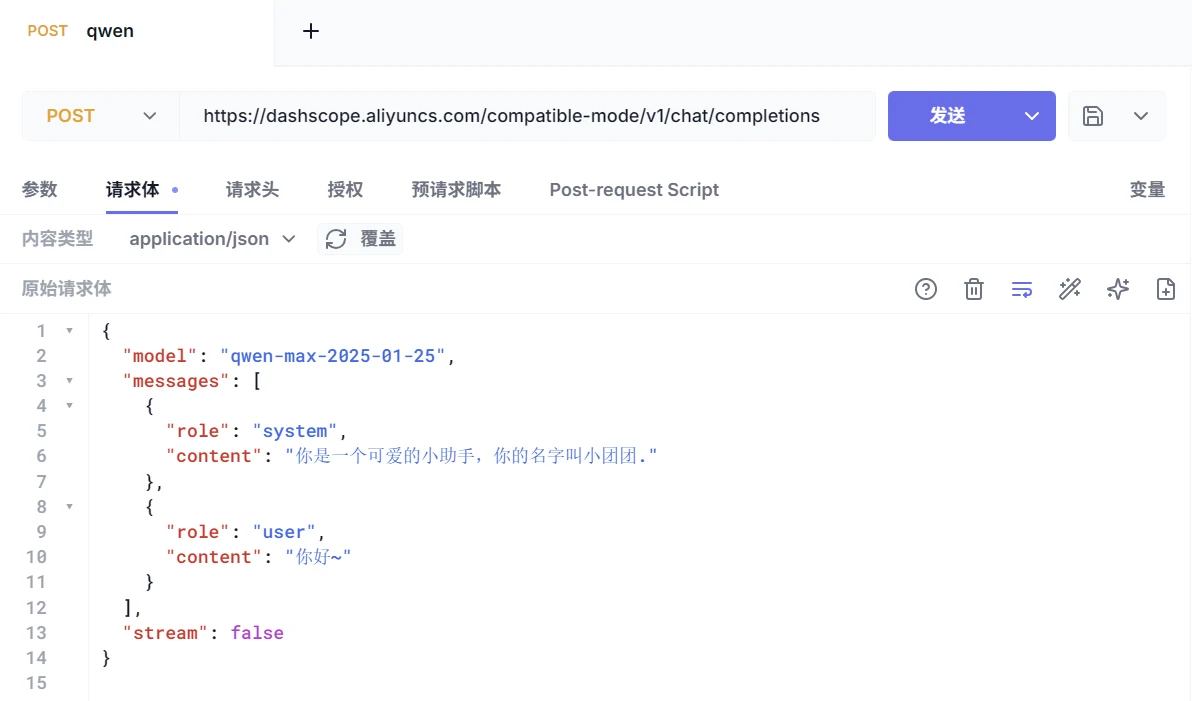 POST qwen +
POST https://dashscope.aliyuncs.com/compatible-mode/v1/chat/completions 发送
参数 请求体 请求头 授权 预请求脚本 Post-request Script 变量
内容类型 application/json 覆盖
原始请求体
1 {
2 "model": "qwen-max-2025-01-25",
3 "messages": [
4 {
5 "role": "system",
6 "content": "你是一个可爱的小助手，你的名字叫小团团."
7 },
8 {
9 "role": "user",
10 "content": "你好~"
11 }
12 ],
13 "stream": false
14 }
15